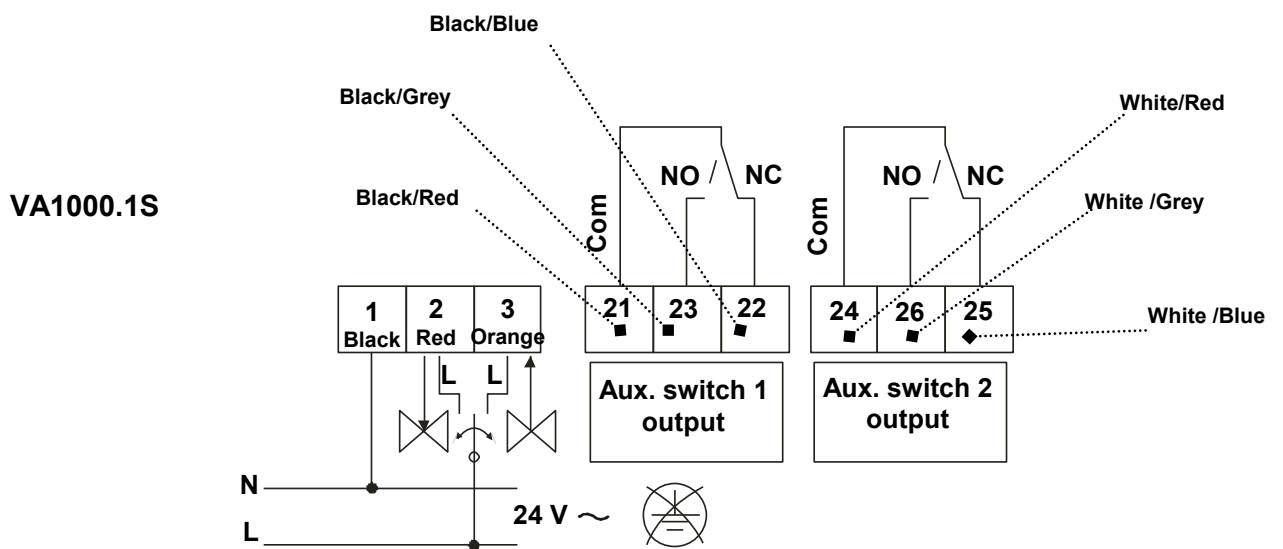 Black/Blue
Black/Grey
White/Red
NO / NC
NO / NC
VA1000.1S
Black/Red
White /Grey
Com
Com
1
2
3
21
23
22
24
26
25
Black
Red
Orange
White /Blue
L
L
Aux. switch 1
output
Aux. switch 2
output
N
24 V ~
L